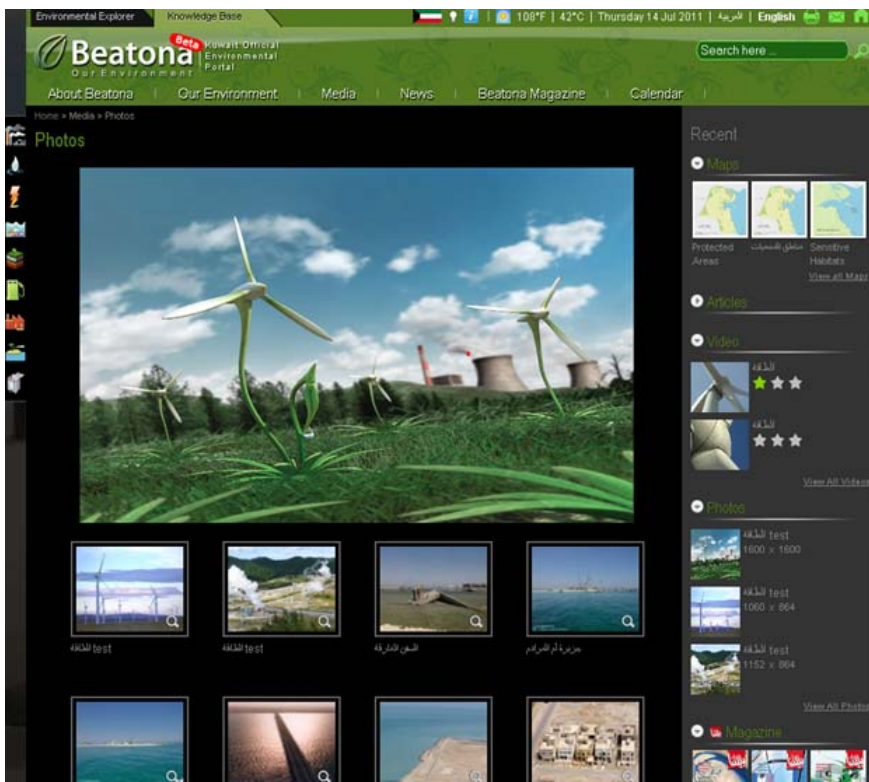 Environmental Explorer
Knowledge Base
108°F | 42°C | Thursday 14 Jul 2011 | العربية | English
Beatona
Beta
Our Environment
Kuwait Official
Environmental
Portal
Search here ...
About Beatona | Our Environment | Media | News | Beatona Magazine | Calendar |
Home » Media » Photos
Photos
Recent
Maps
Protected
Areas
Sensitive
Habitats
View all Maps
Articles
Video
الطاقة
الطاقة
View All Videos
Photos
test الطاقة
1600 x 1600
test الطاقة
1060 x 864
test الطاقة
1152 x 864
View All Photos
Magazine
test الطاقة
test الطاقة
السفن الغارقة
جزيرة أم المرادم